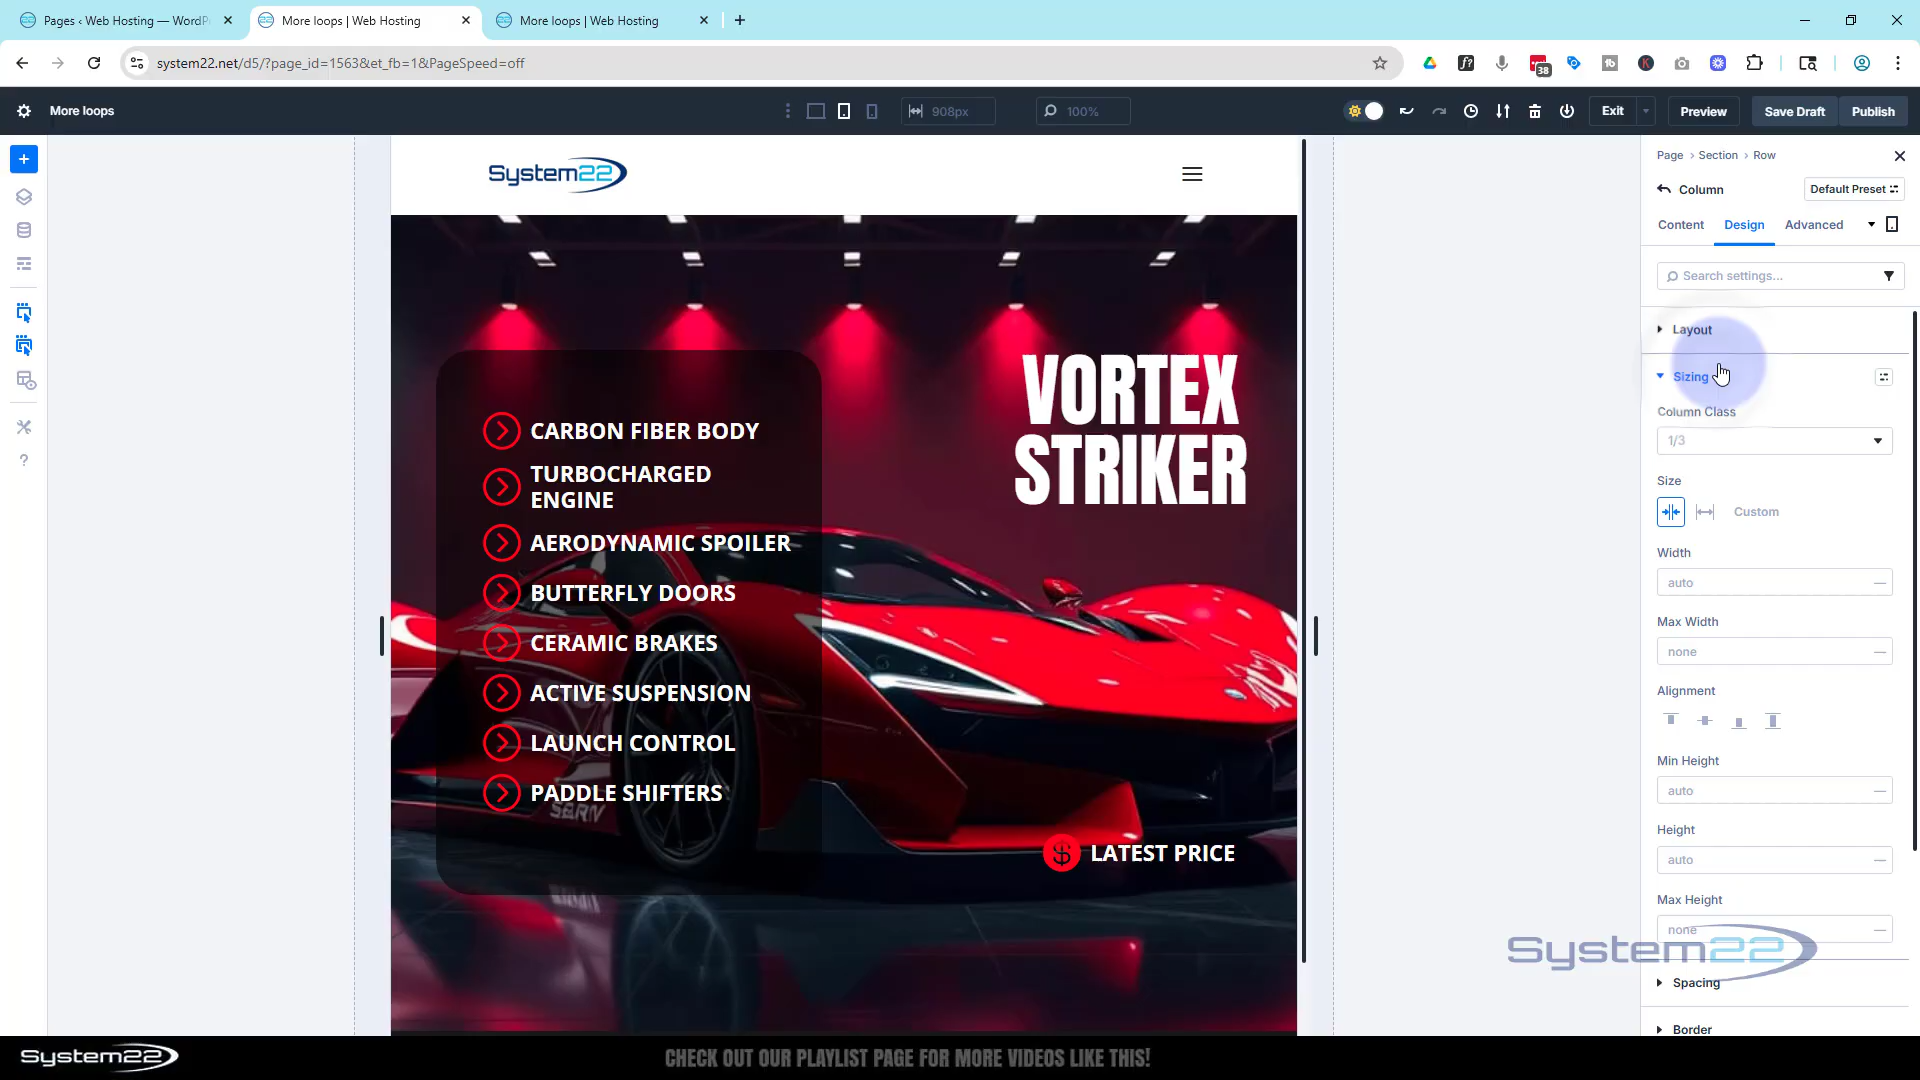 Pages ‹ Web Hosting — WordP
More loops | Web Hosting
More loops | Web Hosting
system22.net/d5/?page_id=1563&et_fb=1&PageSpeed=off
38
More loops
908px
100%
Exit
Preview
Save Draft
Publish
System22
VORTEX
STRIKER
CARBON FIBER BODY
TURBOCHARGED
ENGINE
AERODYNAMIC SPOILER
BUTTERFLY DOORS
CERAMIC BRAKES
ACTIVE SUSPENSION
LAUNCH CONTROL
PADDLE SHIFTERS
LATEST PRICE
Page › Section › Row
Column
Default Preset
Content
Design
Advanced
Search settings...
Layout
Sizing
Column Class
1/3
Size
Custom
Width
auto
Max Width
none
Alignment
Min Height
auto
Height
auto
Max Height
none
System22
Spacing
Border
System22
CHECK OUT OUR PLAYLIST PAGE FOR MORE VIDEOS LIKE THIS!